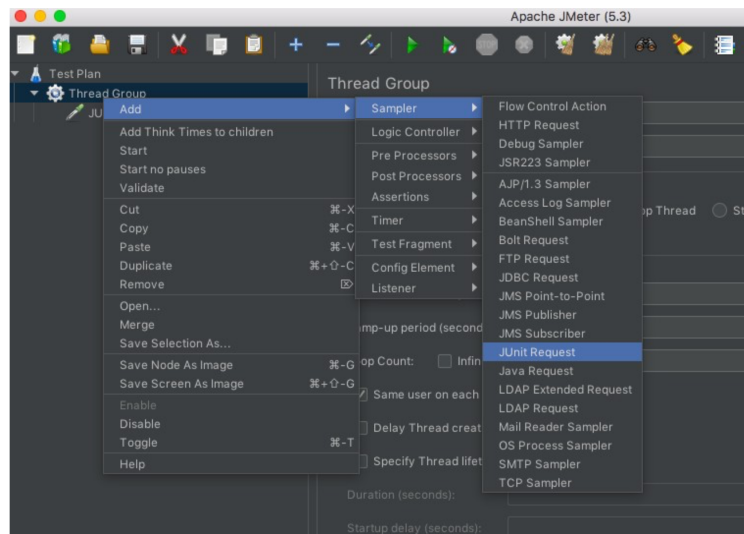 Apache JMeter (5.3)
STOP
Test Plan
Thread Group
JU
Thread Group
Add
Add Think Times to children
Start
Start no pauses
Validate
Cut ⌘-X
Copy ⌘-C
Paste ⌘-V
Duplicate ⌘+⇧-C
Remove ⌦
Open...
Merge
Save Selection As...
Save Node As Image ⌘-G
Save Screen As Image ⌘+⇧-G
Enable
Disable
Toggle ⌘-T
Help
Sampler
Logic Controller
Pre Processors
Post Processors
Assertions
Timer
Test Fragment
Config Element
Listener
Flow Control Action
HTTP Request
Debug Sampler
JSR223 Sampler
AJP/1.3 Sampler
Access Log Sampler
BeanShell Sampler
Bolt Request
FTP Request
JDBC Request
JMS Point-to-Point
JMS Publisher
JMS Subscriber
JUnit Request
Java Request
LDAP Extended Request
LDAP Request
Mail Reader Sampler
OS Process Sampler
SMTP Sampler
TCP Sampler
op Thread St
mp-up period (second
op Count: Infin
Same user on each
Delay Thread creat
Specify Thread lifet
Duration (seconds):
Startup delay (seconds):